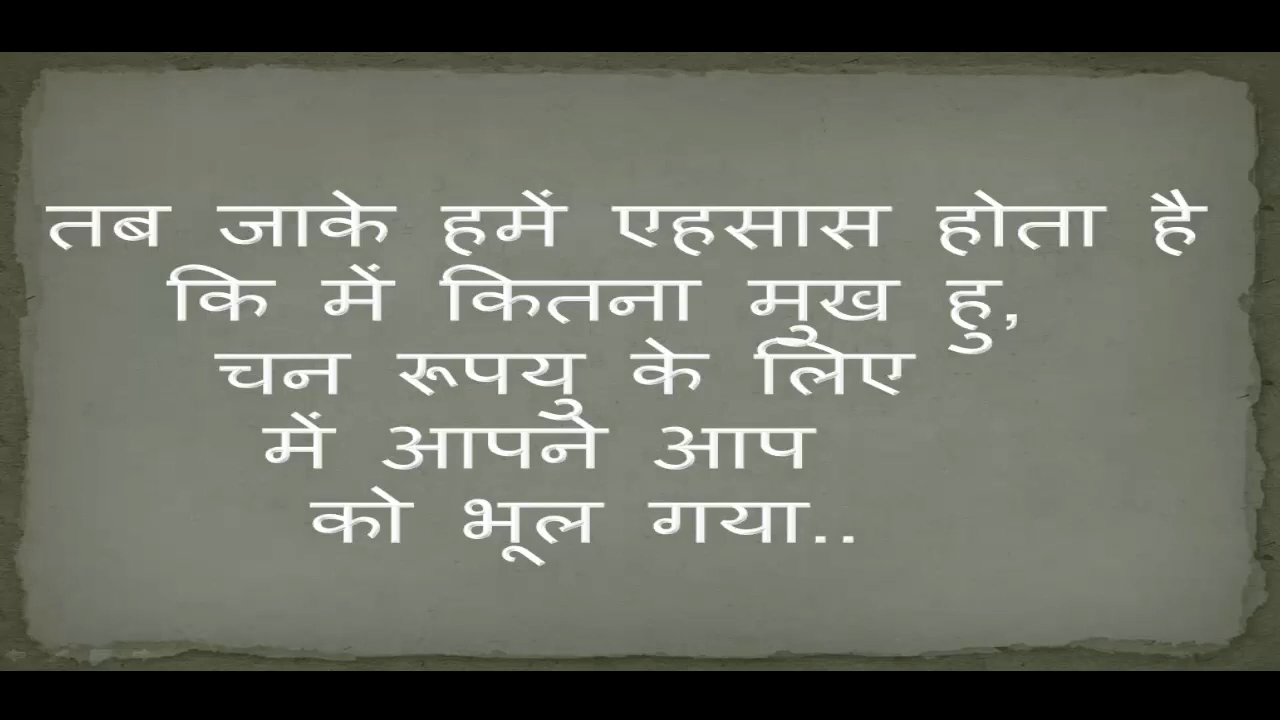 तब जाके हमें एहसास होता है
कि में कितना मुख हु,
चन रूपयु के लिए
में आपने आप
को भूल गया..